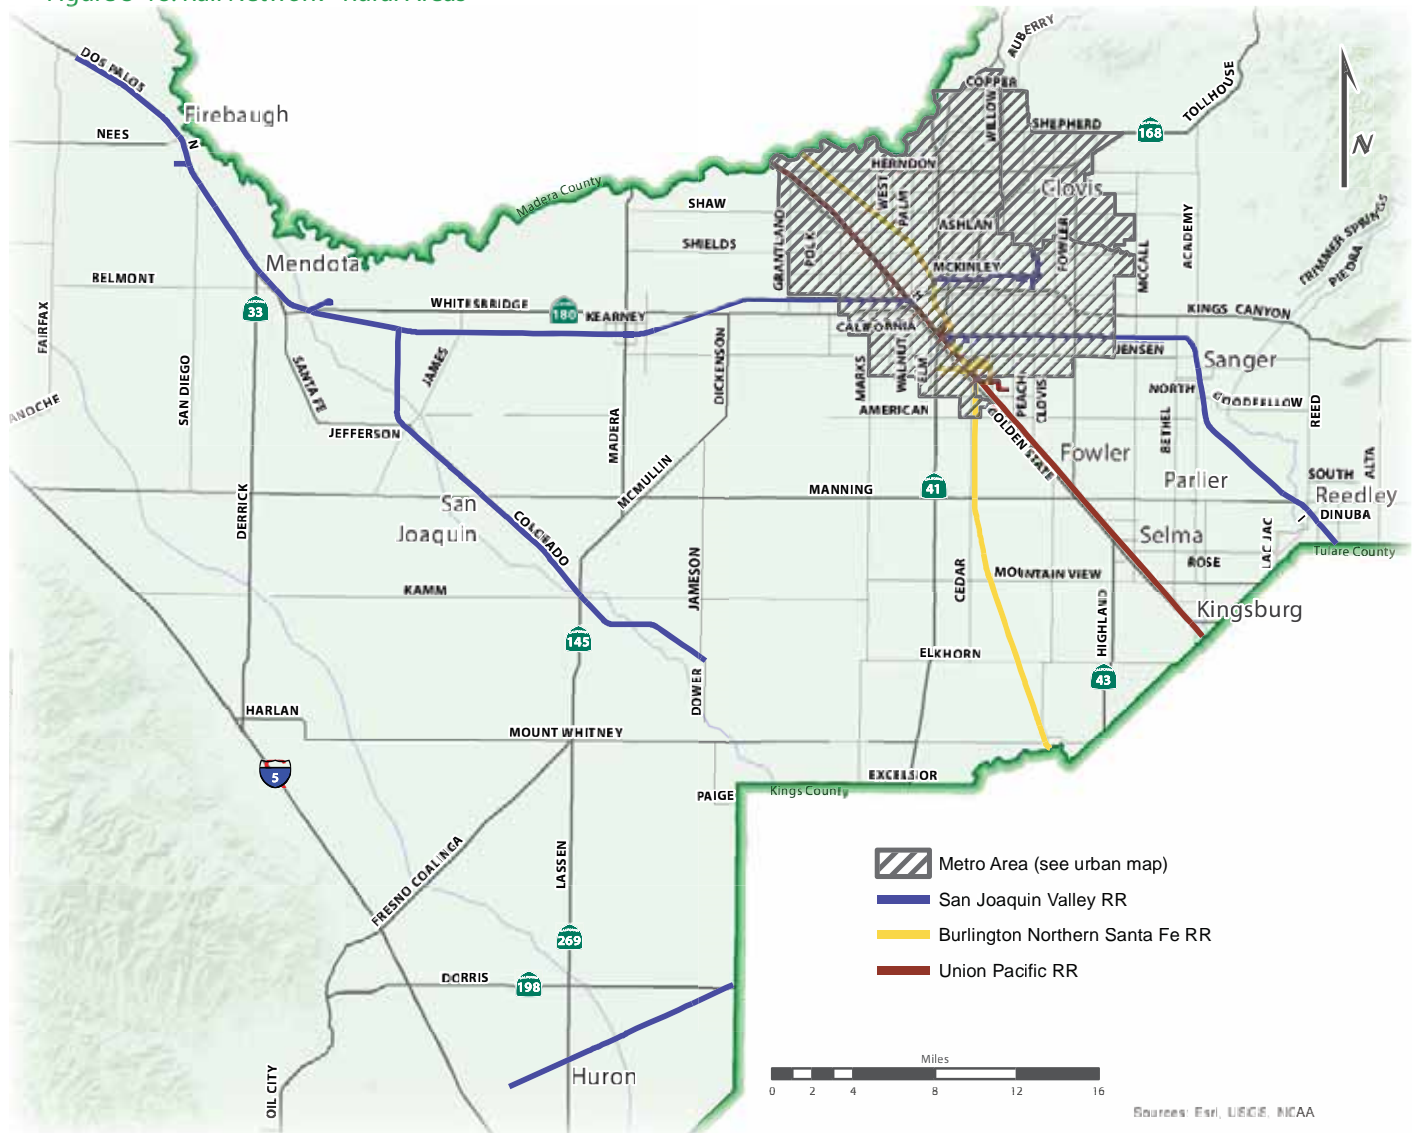 AUBERRY
DOS PALOS
COPPER
TOLLHOUSE
Firebaugh
WILLOW
SHEPHERD
168
NEES
N
N
HERNDON
Madera County
WEST
PALM
Clovis
SHAW
ASHLAN
ACADEMY
GRANTLAND
POLK
FOWLER
SHIELDS
MCCALL
TRIMMER SPRINGS
PIEDRA
Mendota
MCKINLEY
BELMONT
33
WHITESBRIDGE
180
KEARNEY
H
KINGS CANYON
FAIRFAX
CALIFORNIA
JENSEN
Sanger
SAN DIEGO
SANTA FE
JAMES
DICKENSON
MARKS
WALNUT
ELM
PEACH
CLOVIS
NORTH
GOODFELLOW
REED
ANOCHE
AMERICAN
JEFFERSON
MADERA
GOLDEN STATE
BETHEL
Fowler
ALTA
MCMULLIN
Parlier
SOUTH
MANNING
41
Reedley
DERRICK
San
Joaquin
COLORADO
I
DINUBA
Selma
LAC JAC
Tulare County
JAMESON
CEDAR
MOUNTAIN VIEW
ROSE
KAMM
HIGHLAND
Kingsburg
145
ELKHORN
43
DOWER
HARLAN
MOUNT WHITNEY
5
EXCELSIOR
PAIGE
Kings County
FRESNO COALINGA
LASSEN
Metro Area (see urban map)
San Joaquin Valley RR
Burlington Northern Santa Fe RR
Union Pacific RR
269
DORRIS
198
OIL CITY
Huron
Miles
0 2 4 8 12 16
Sources: Esri, USGS, NCAA